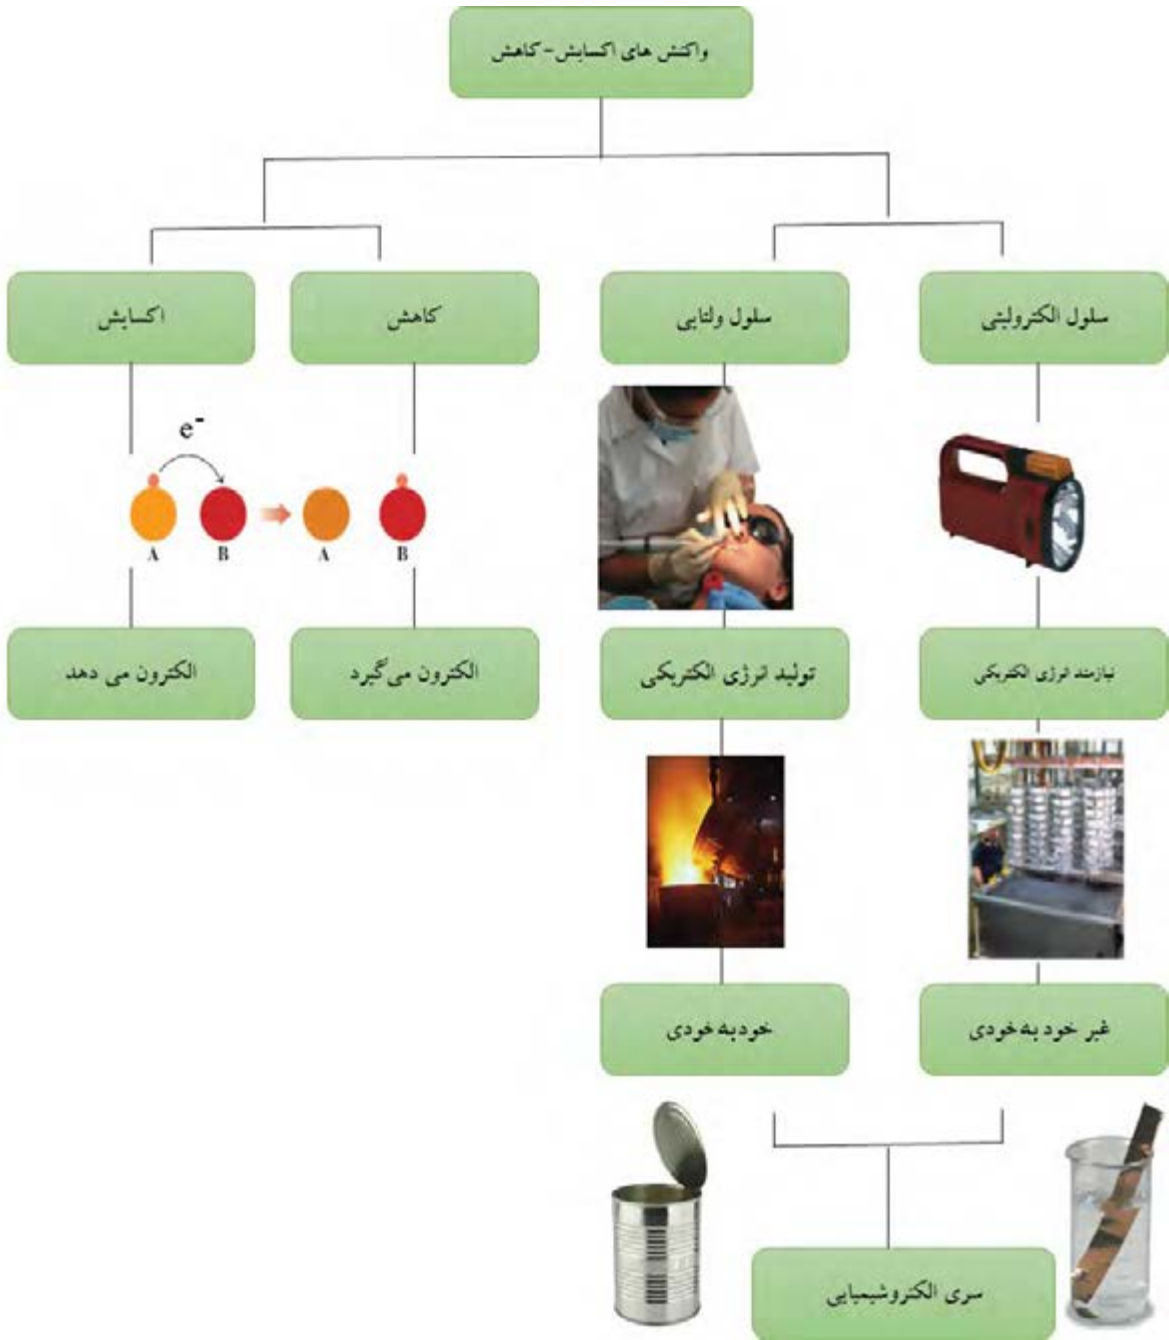 واکنش های اکسایش-کاهش
سلول الکترولیتی
سلول ولتایی
کاهش
اکسایش
e⁻
A B A B
نیازمند انرژی الکتریکی
تولید انرژی الکتریکی
الکترون می‌گیرد
الکترون می دهد
غیر خود به‌خودی
خودبه‌خودی
سری الکتروشیمیایی